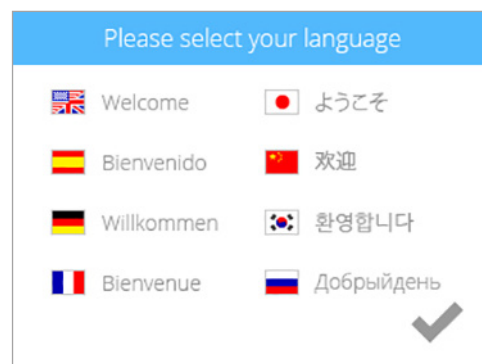 Please select your language
Welcome
ようこそ
Bienvenido
欢迎
Willkommen
환영합니다
Bienvenue
Добрыйдень